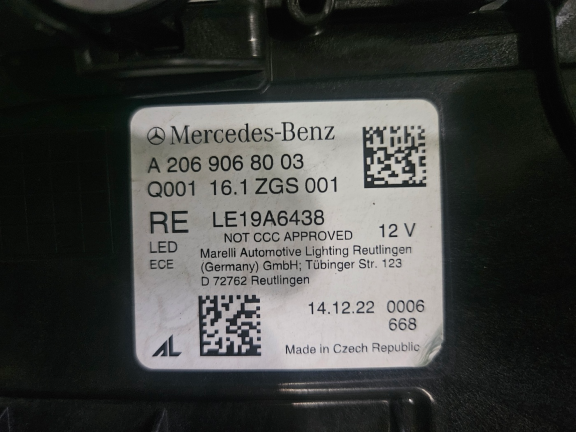 Mercedes-Benz
A 206 906 80 03
Q001 16.1 ZGS 001
RE LE19A6438
NOT CCC APPROVED 12 V
LED
ECE
Marelli Automotive Lighting Reutlingen
(Germany) GmbH; Tübinger Str. 123
D 72762 Reutlingen
14.12.22 0006
668
AL
Made in Czech Republic